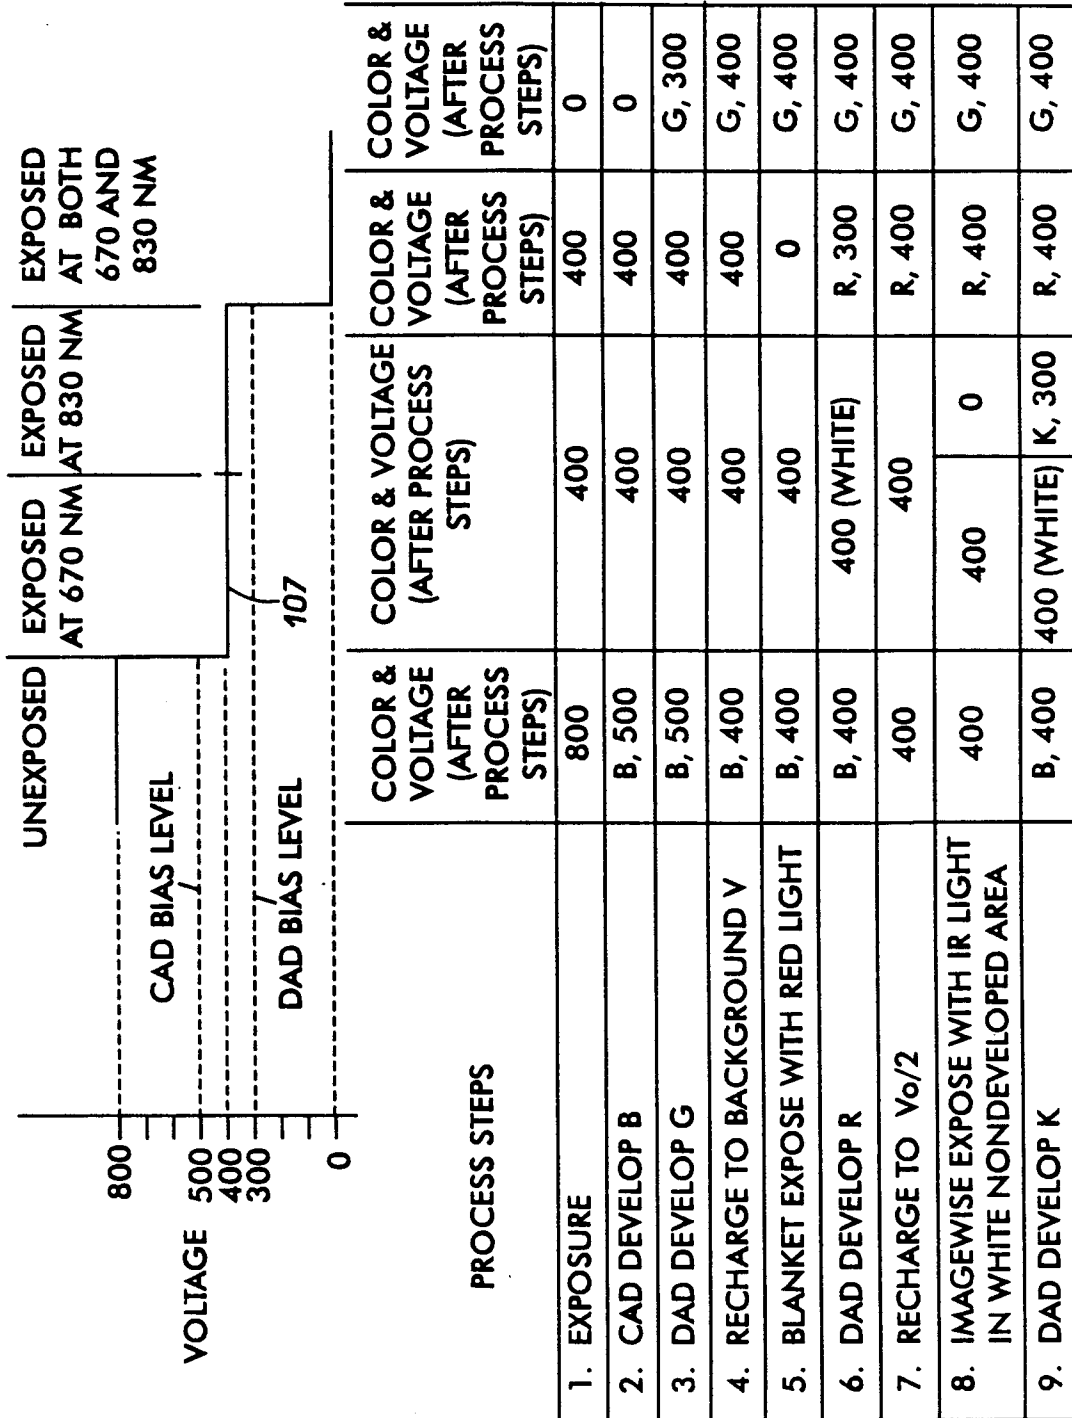 UNEXPOSED
EXPOSED
AT 670 NM
EXPOSED
AT 830 NM
EXPOSED
AT BOTH
670 AND
830 NM
VOLTAGE
800
500
400
300
0
CAD BIAS LEVEL
DAD BIAS LEVEL
107
PROCESS STEPS
COLOR &
VOLTAGE
(AFTER
PROCESS
STEPS)
COLOR & VOLTAGE
(AFTER PROCESS
STEPS)
COLOR &
VOLTAGE
(AFTER
PROCESS
STEPS)
COLOR &
VOLTAGE
(AFTER
PROCESS
STEPS)
1. EXPOSURE 800 400 400 0
2. CAD DEVELOP B B, 500 400 400 0
3. DAD DEVELOP G B, 500 400 400 G, 300
4. RECHARGE TO BACKGROUND V B, 400 400 400 G, 400
5. BLANKET EXPOSE WITH RED LIGHT B, 400 400 0 G, 400
6. DAD DEVELOP R B, 400 400 (WHITE) R, 300 G, 400
7. RECHARGE TO Vo/2 400 400 R, 400 G, 400
8. IMAGEWISE EXPOSE WITH IR LIGHT
IN WHITE NONDEVELOPED AREA 400 400 0 R, 400 G, 400
9. DAD DEVELOP K B, 400 400 (WHITE) K, 300 R, 400 G, 400